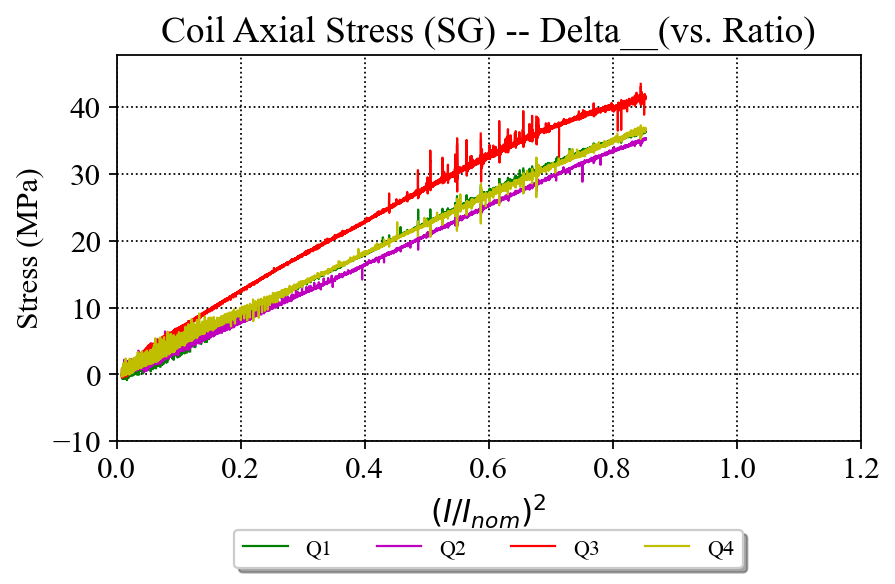 Coil Axial Stress (SG) -- Delta__(vs. Ratio)
Stress (MPa)
40
30
20
10
0
−10
0.0 0.2 0.4 0.6 0.8 1.0 1.2
(I/I_nom)^2
Q1 Q2 Q3 Q4